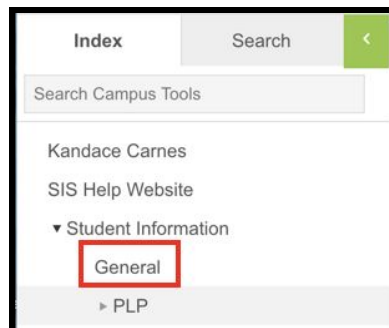 Index Search <
Search Campus Tools
Kandace Carnes
SIS Help Website
▾ Student Information
General
▸ PLP